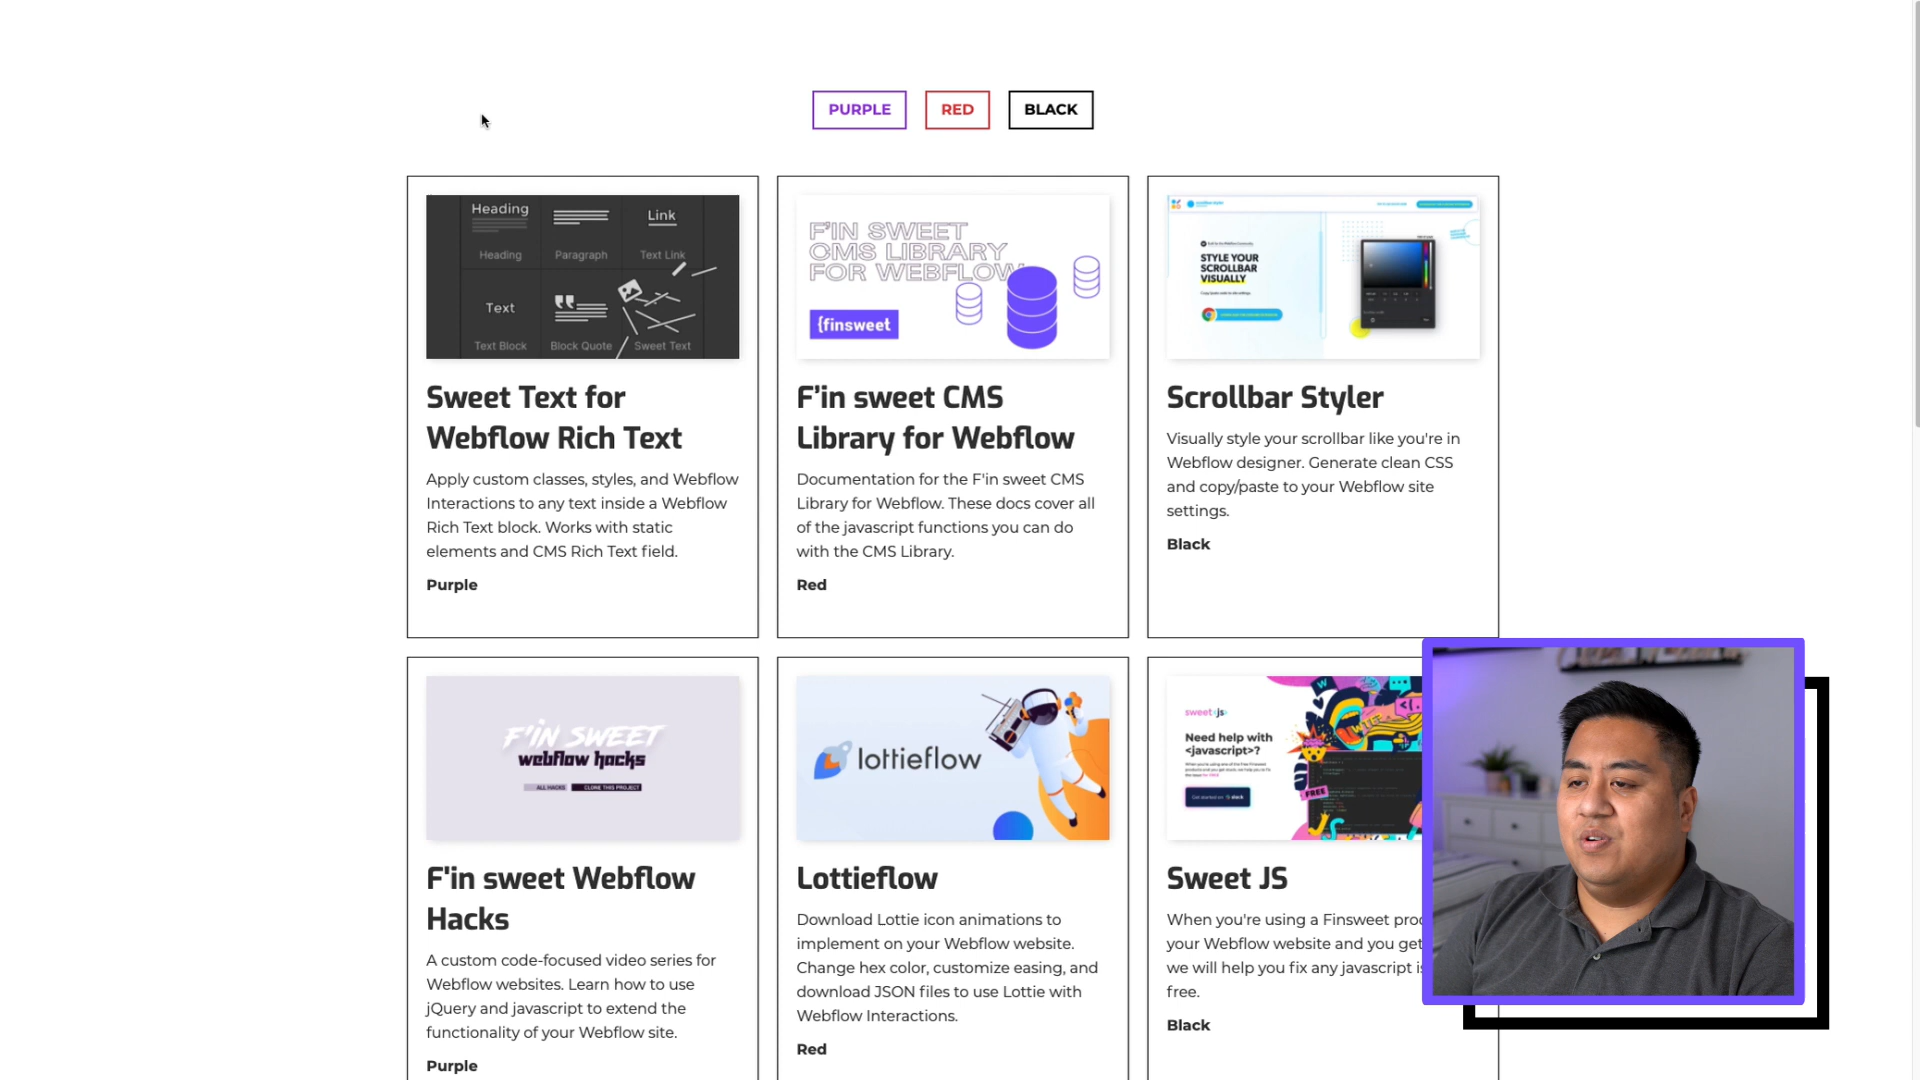 PURPLE RED BLACK
Heading
Link
Heading Paragraph Text Link
Text
Text Block Block Quote Sweet Text
Sweet Text for
Webflow Rich Text
Apply custom classes, styles, and Webflow
Interactions to any text inside a Webflow
Rich Text block. Works with static
elements and CMS Rich Text field.
Purple
F'IN SWEET
CMS LIBRARY
FOR WEBFLOW
{finsweet
F’in sweet CMS
Library for Webflow
Documentation for the F'in sweet CMS
Library for Webflow. These docs cover all
of the javascript functions you can do
with the CMS Library.
Red
STYLE YOUR
SCROLLBAR
VISUALLY
Scrollbar Styler
Visually style your scrollbar like you're in
Webflow designer. Generate clean CSS
and copy/paste to your Webflow site
settings.
Black
F'IN SWEET
webflow hacks
ALL HACKS CLONE THIS PROJECT
F'in sweet Webflow
Hacks
A custom code-focused video series for
Webflow websites. Learn how to use
jQuery and javascript to extend the
functionality of your Webflow site.
Purple
lottieflow
Lottieflow
Download Lottie icon animations to
implement on your Webflow website.
Change hex color, customize easing, and
download JSON files to use Lottie with
Webflow Interactions.
Red
sweet<js>
Need help with
<javascript>?
FREE
Sweet JS
When you're using a Finsweet proc
your Webflow website and you get
we will help you fix any javascript is
free.
Black